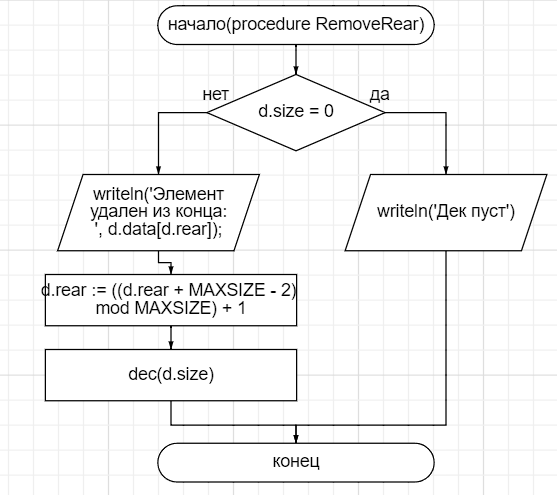 начало(procedure RemoveRear)
нет
да
d.size = 0
writeln('Элемент
удален из конца:
', d.data[d.rear]);
writeln('Дек пуст')
d.rear := ((d.rear + MAXSIZE - 2)
mod MAXSIZE) + 1
dec(d.size)
конец